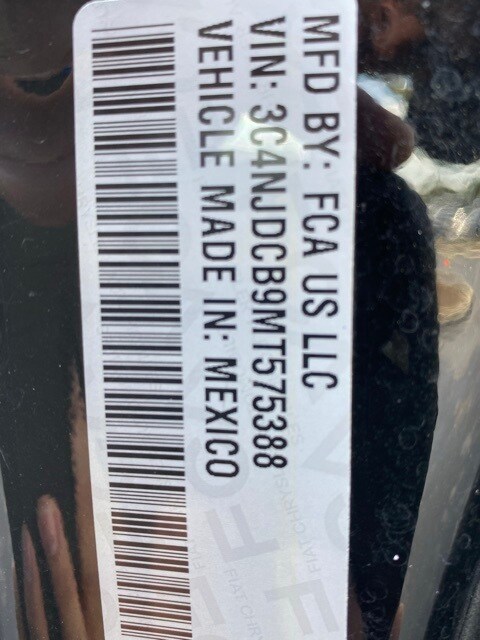 MFD BY: FCA US LLC
VIN: 3C4NJDCB9MT575388
VEHICLE MADE IN: MEXICO